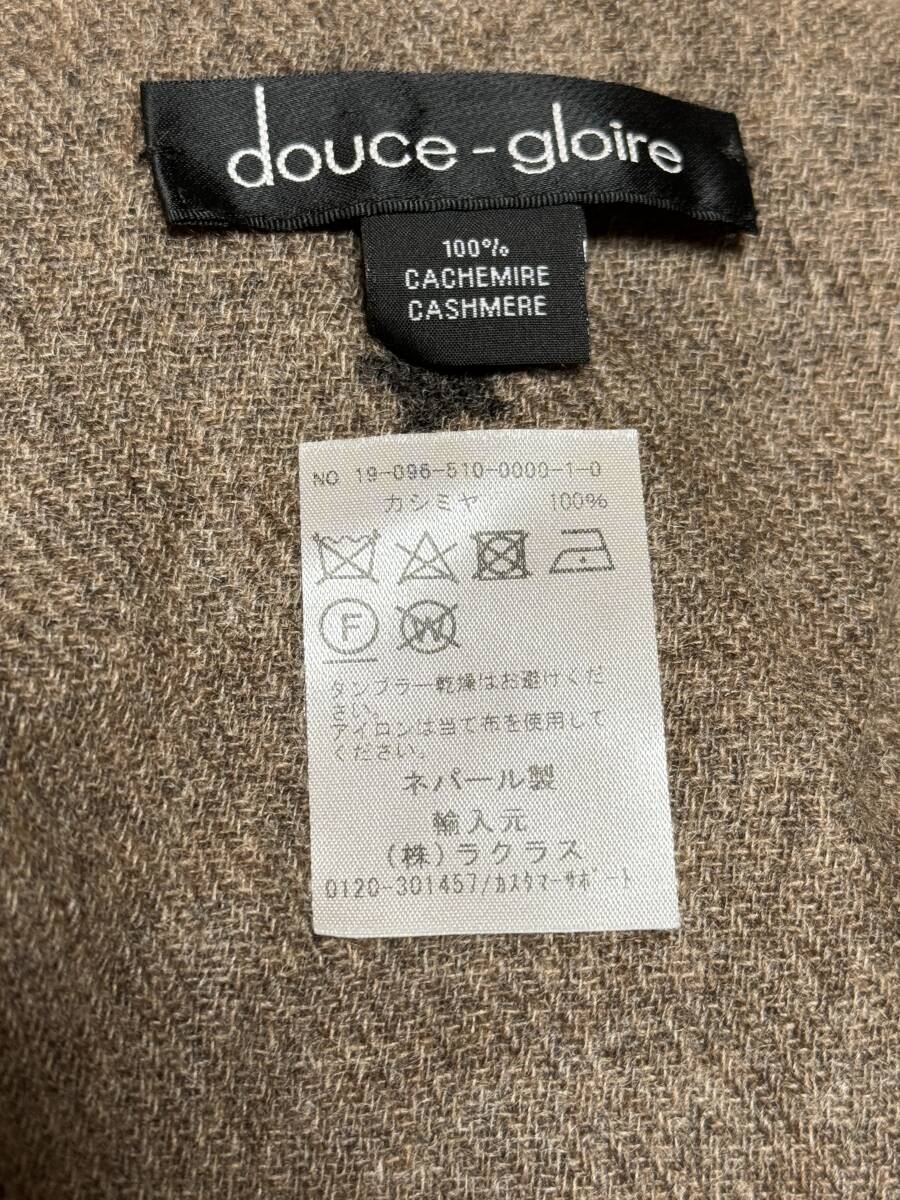 douce-gloire
100%
CACHEMIRE
CASHMERE
NO 19-096-510-0000-1-0
カシミヤ 100%
F W
タンブラー乾燥はお避けくだ
さい。
アイロンは当て布を使用して
ください。
ネパール製
輸入元
(株)ラクラス
0120-301457/カスタマーサポート